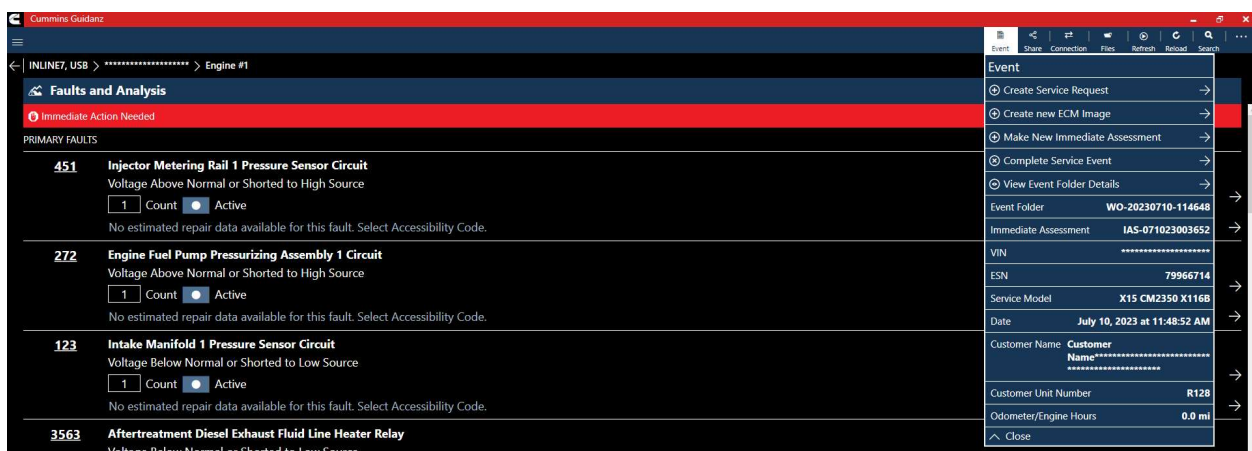 Cummins Guidanz
Event Share Connection Files Refresh Reload Search
INLINE7, USB > ******************** > Engine #1
Faults and Analysis
Immediate Action Needed
PRIMARY FAULTS
451 Injector Metering Rail 1 Pressure Sensor Circuit
Voltage Above Normal or Shorted to High Source
1 Count Active
No estimated repair data available for this fault. Select Accessibility Code.
272 Engine Fuel Pump Pressurizing Assembly 1 Circuit
Voltage Above Normal or Shorted to High Source
1 Count Active
No estimated repair data available for this fault. Select Accessibility Code.
123 Intake Manifold 1 Pressure Sensor Circuit
Voltage Below Normal or Shorted to Low Source
1 Count Active
No estimated repair data available for this fault. Select Accessibility Code.
3563 Aftertreatment Diesel Exhaust Fluid Line Heater Relay
Voltage Below Normal or Shorted to Low Source
Event
Create Service Request
Create new ECM Image
Make New Immediate Assessment
Complete Service Event
View Event Folder Details
Event Folder WO-20230710-114648
Immediate Assessment IAS-071023003652
VIN ********************
ESN 79966714
Service Model X15 CM2350 X116B
Date July 10, 2023 at 11:48:52 AM
Customer Name Customer
Name**************************
*********************
Customer Unit Number R128
Odometer/Engine Hours 0.0 mi
Close